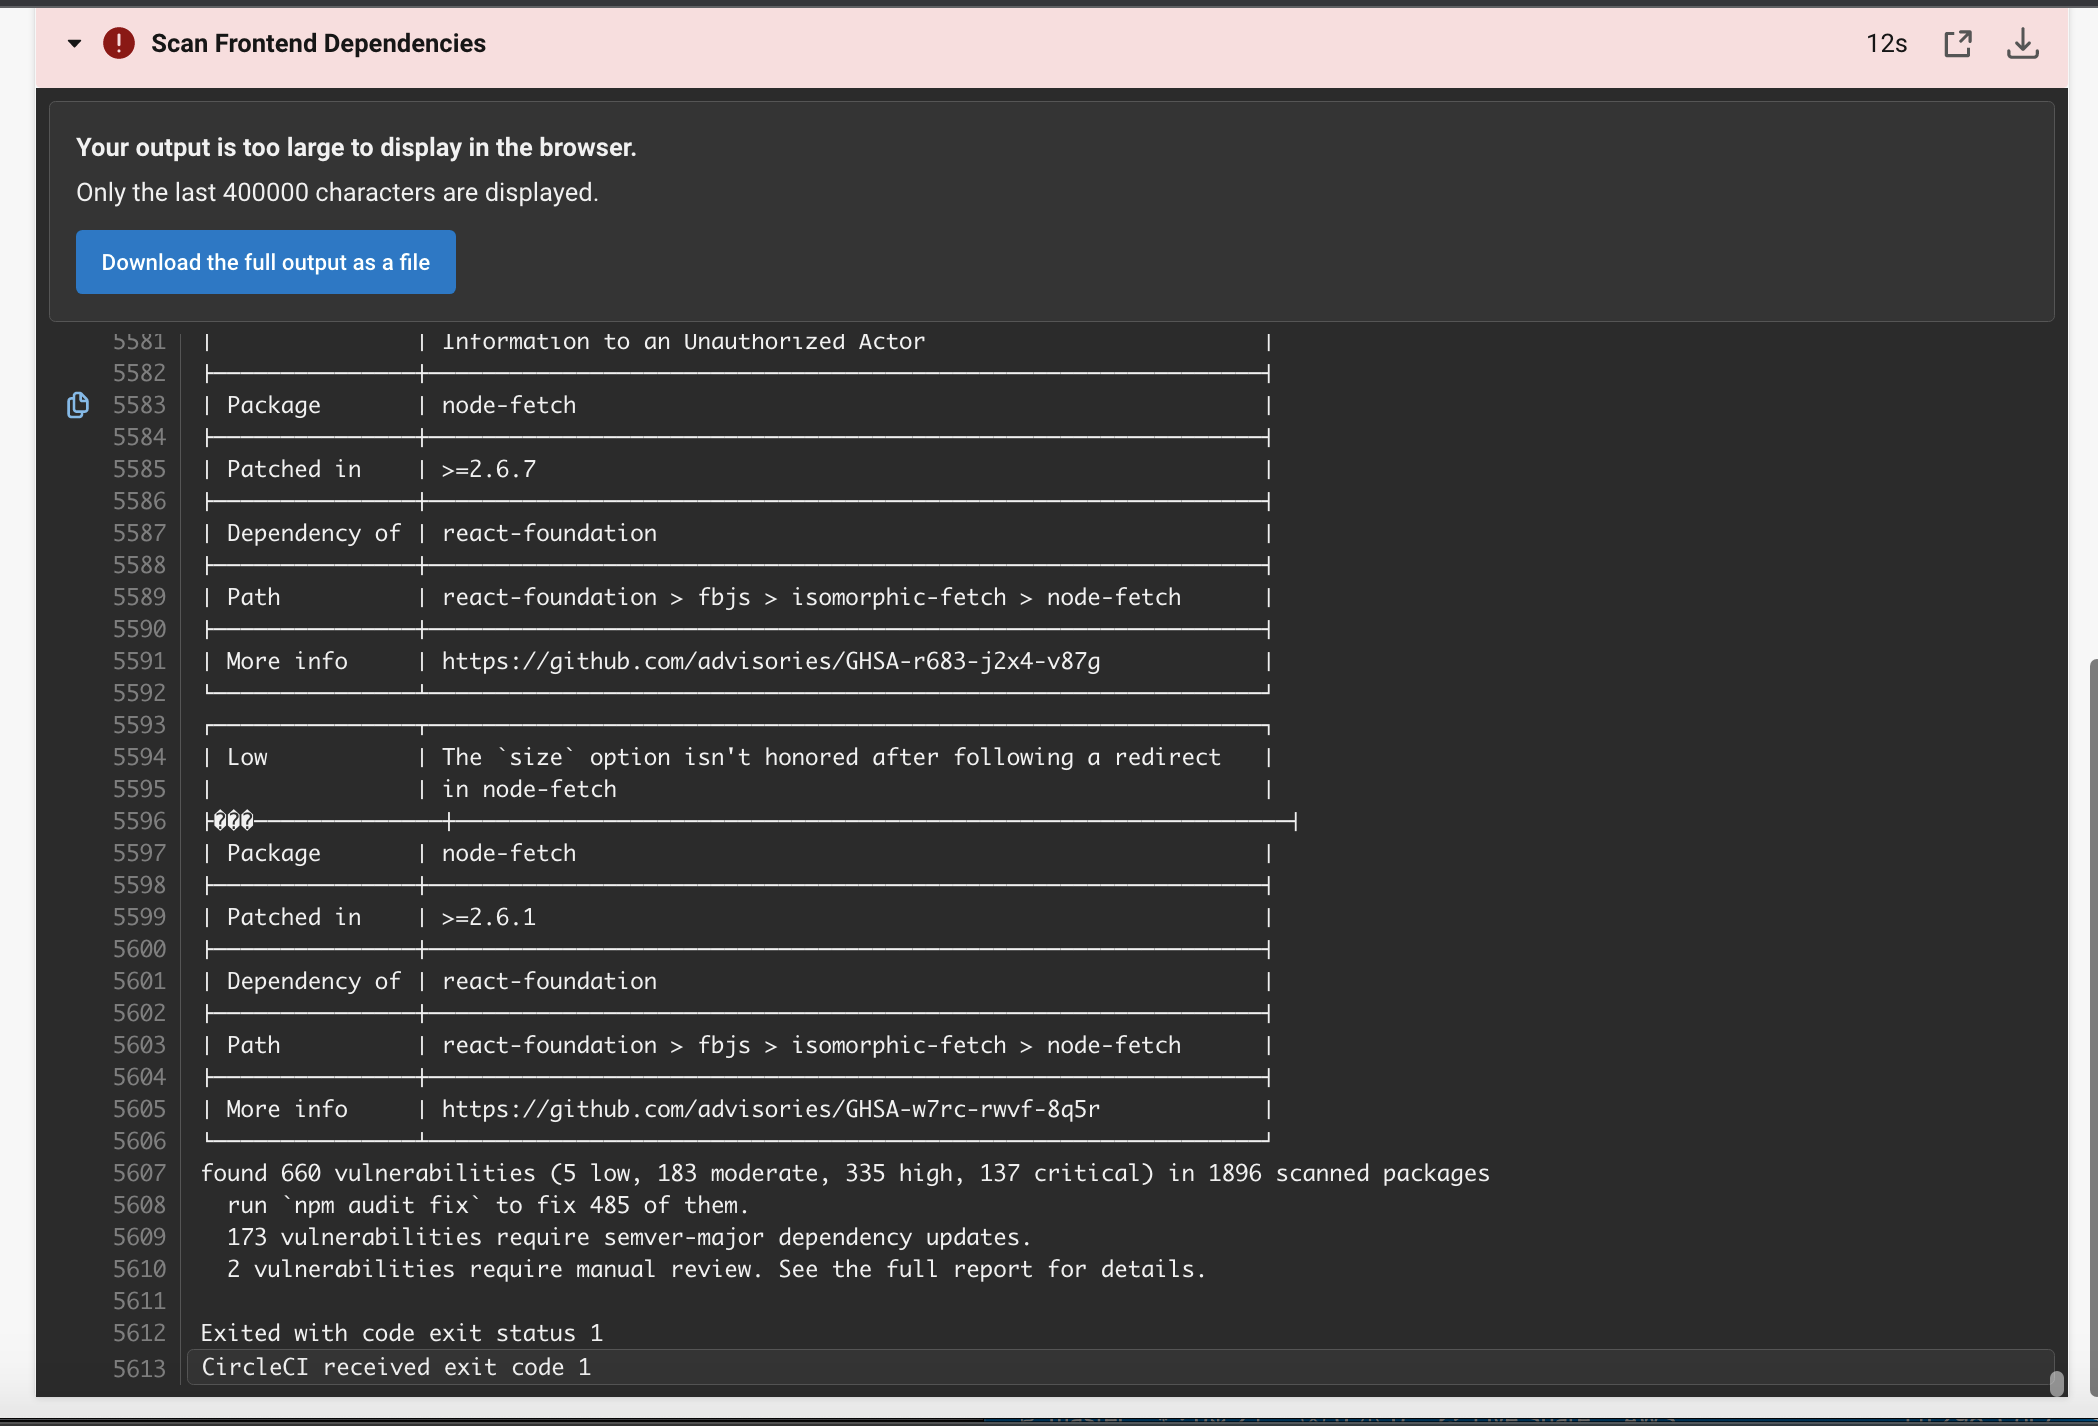 Scan Frontend Dependencies
12s
Your output is too large to display in the browser.
Only the last 400000 characters are displayed.
Download the full output as a file
5581 | | Information to an Unauthorized Actor |
5582
5583 | Package | node-fetch |
5584
5585 | Patched in | >=2.6.7 |
5586
5587 | Dependency of | react-foundation |
5588
5589 | Path | react-foundation > fbjs > isomorphic-fetch > node-fetch |
5590
5591 | More info | https://github.com/advisories/GHSA-r683-j2x4-v87g |
5592
5593
5594 | Low | The `size` option isn't honored after following a redirect |
5595 | | in node-fetch |
5596 ���
5597 | Package | node-fetch |
5598
5599 | Patched in | >=2.6.1 |
5600
5601 | Dependency of | react-foundation |
5602
5603 | Path | react-foundation > fbjs > isomorphic-fetch > node-fetch |
5604
5605 | More info | https://github.com/advisories/GHSA-w7rc-rwvf-8q5r |
5606
5607 found 660 vulnerabilities (5 low, 183 moderate, 335 high, 137 critical) in 1896 scanned packages
5608 run `npm audit fix` to fix 485 of them.
5609 173 vulnerabilities require semver-major dependency updates.
5610 2 vulnerabilities require manual review. See the full report for details.
5611
5612 Exited with code exit status 1
5613 CircleCI received exit code 1